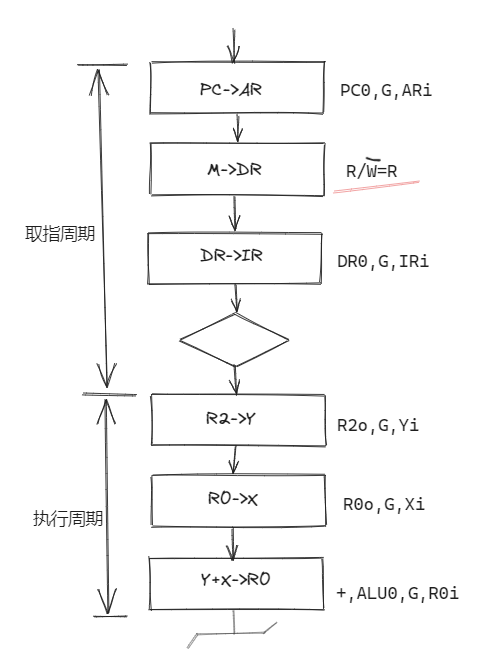 PC->AR
PC0,G,ARi
M->DR
R/W̅=R
取指周期
DR->IR
DR0,G,IRi
R2->Y
R2o,G,Yi
R0->X
R0o,G,Xi
执行周期
Y+X->R0
+,ALU0,G,R0i